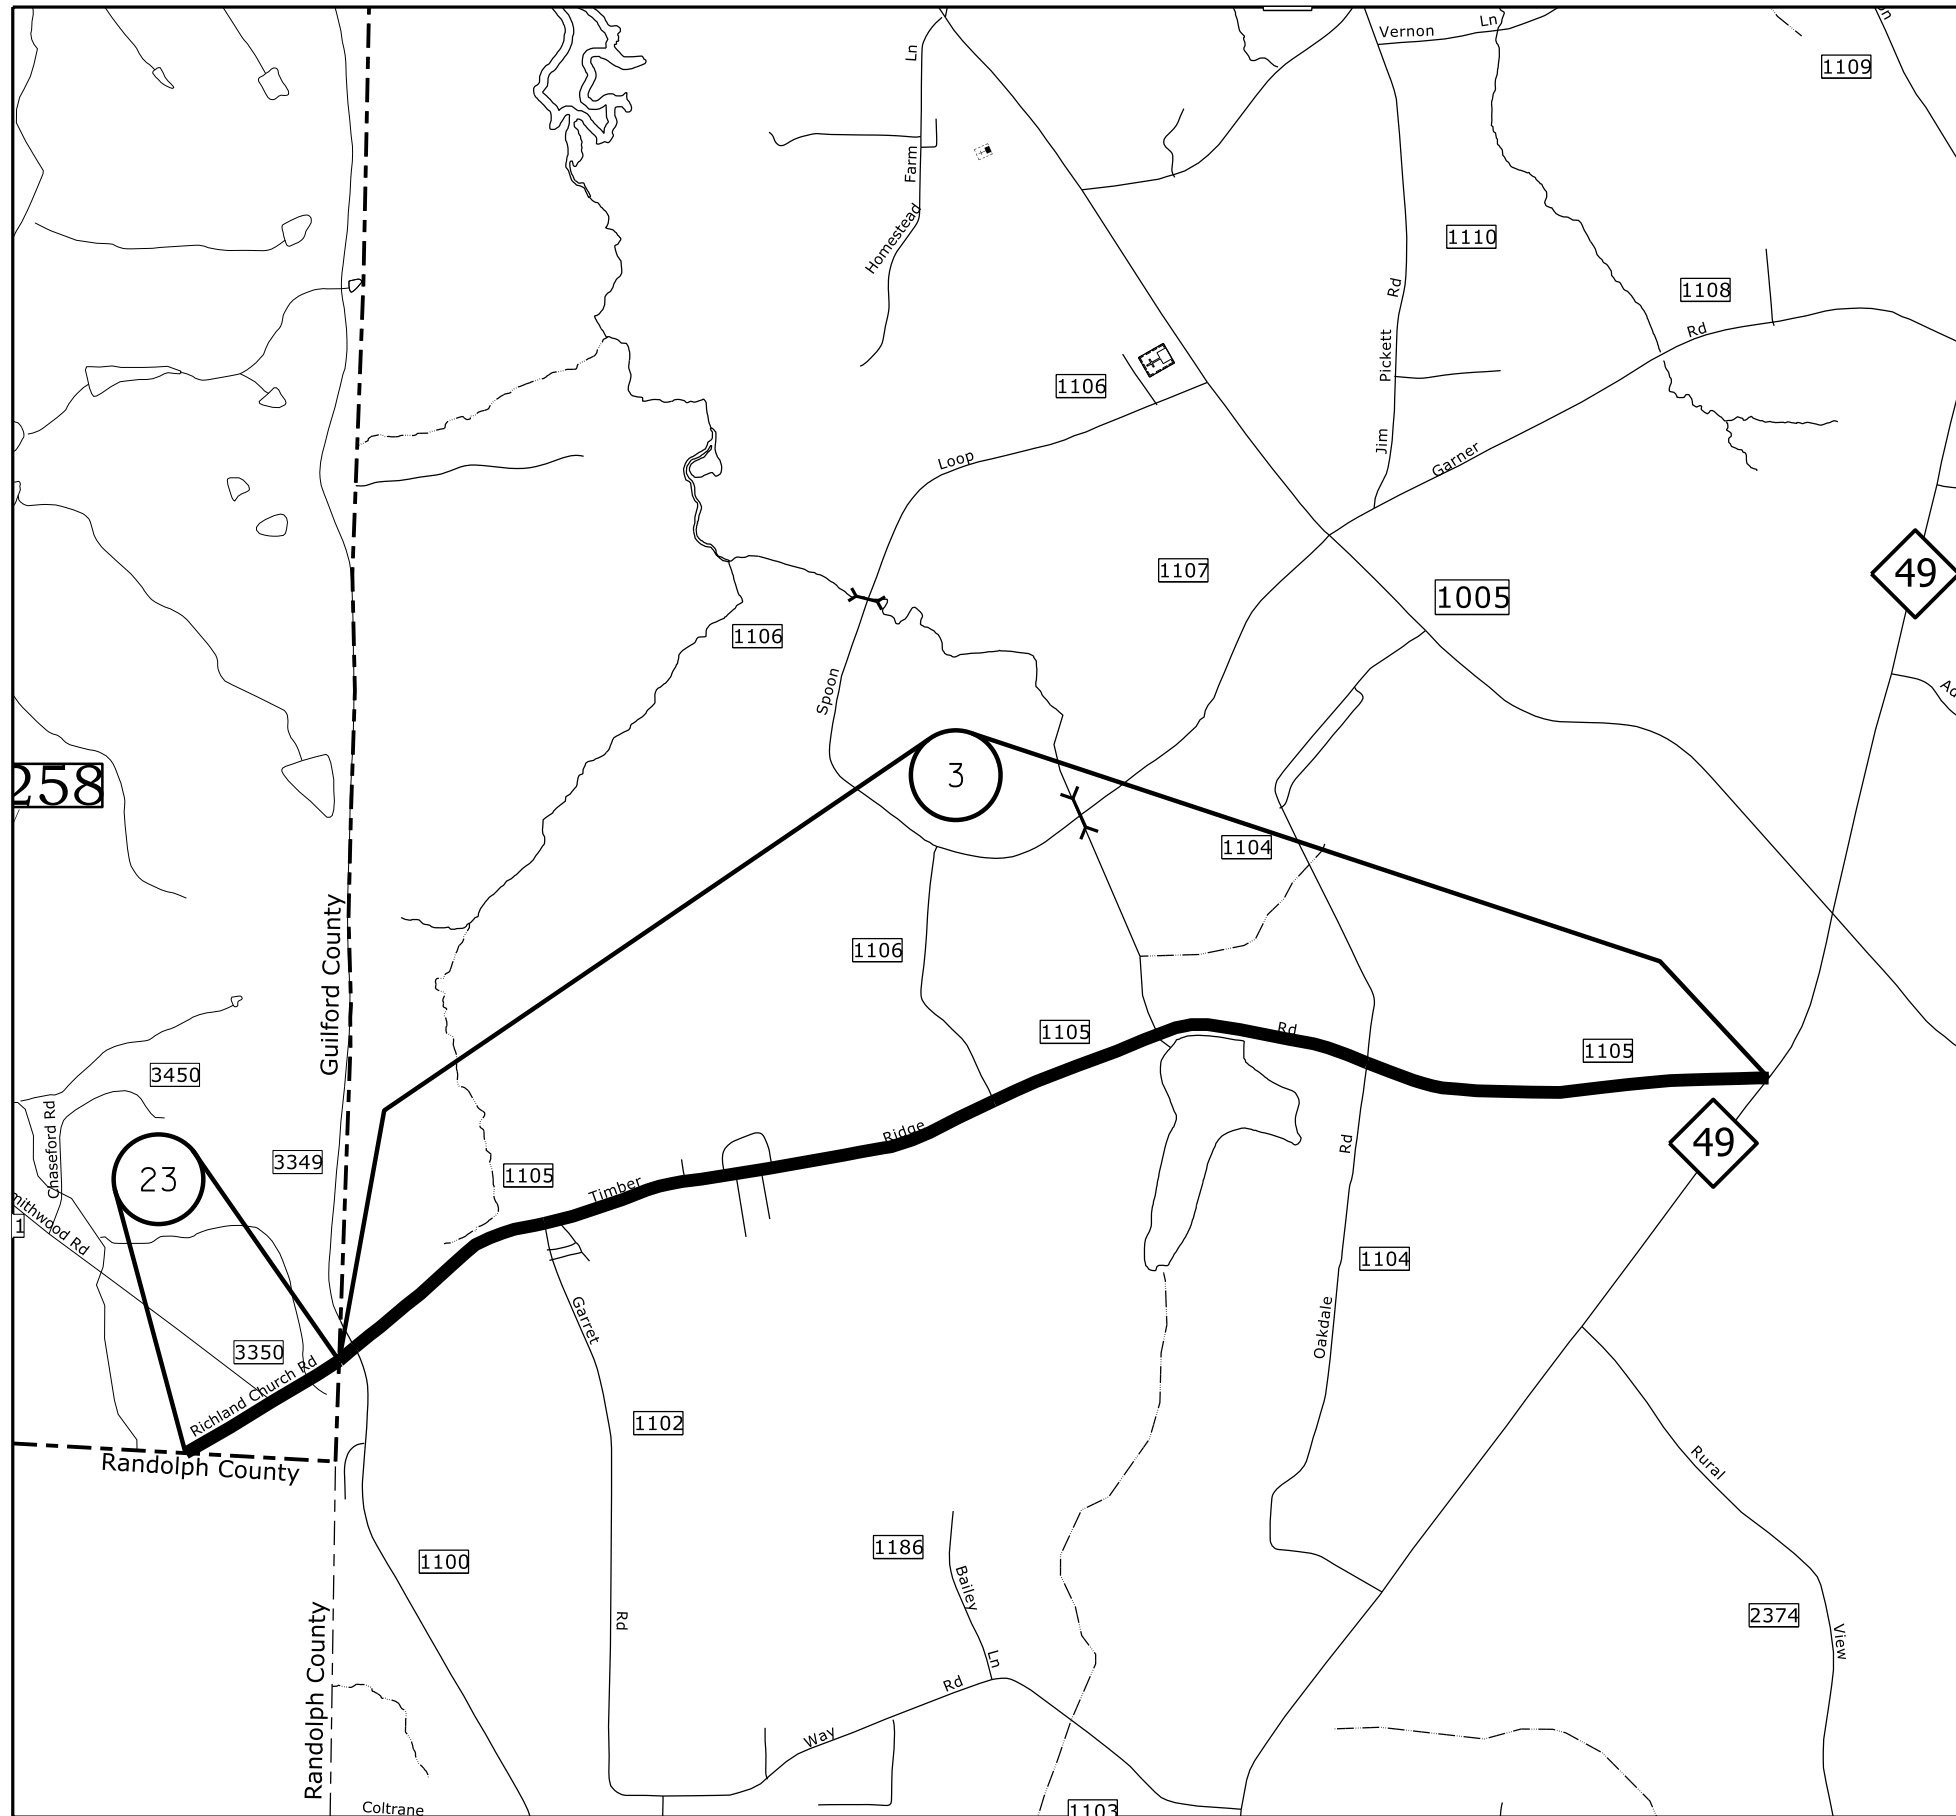 Vernon Ln
1109
Ln
Farm
Homestead
1110
Rd
Pickett
Jim
1108
Rd
Garner
1106
Loop
1107
1005
49
1106
Spoon
258
3
1104
Guilford County
1106
1105
Rd
1105
3450
Chaseford Rd
23
3349
1105
Timber
Ridge
49
Rd
1
1104
Oakdale
Garret
3350
Richland Church Rd
Randolph County
1102
Rural
1100
1186
Bailey
Ln
Rd
2374
View
Randolph County
Rd
Way
Coltrane
1103